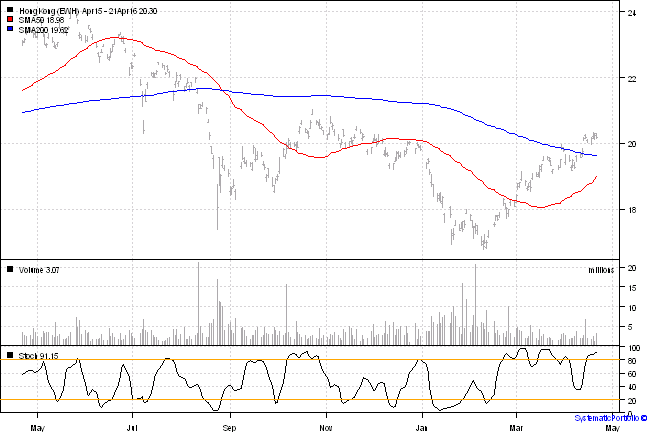 Hong Kong (EWH) Apr15 - 21Apr16 20.30
SMA50 18.98
SMA200 19.62
24
22
20
18
Volume 3.07
millions
20
15
10
5
Stoch 91.15
100
80
60
40
20
0
May
Jul
Sep
Nov
Jan
Mar
May
SystematicPortfolio ©